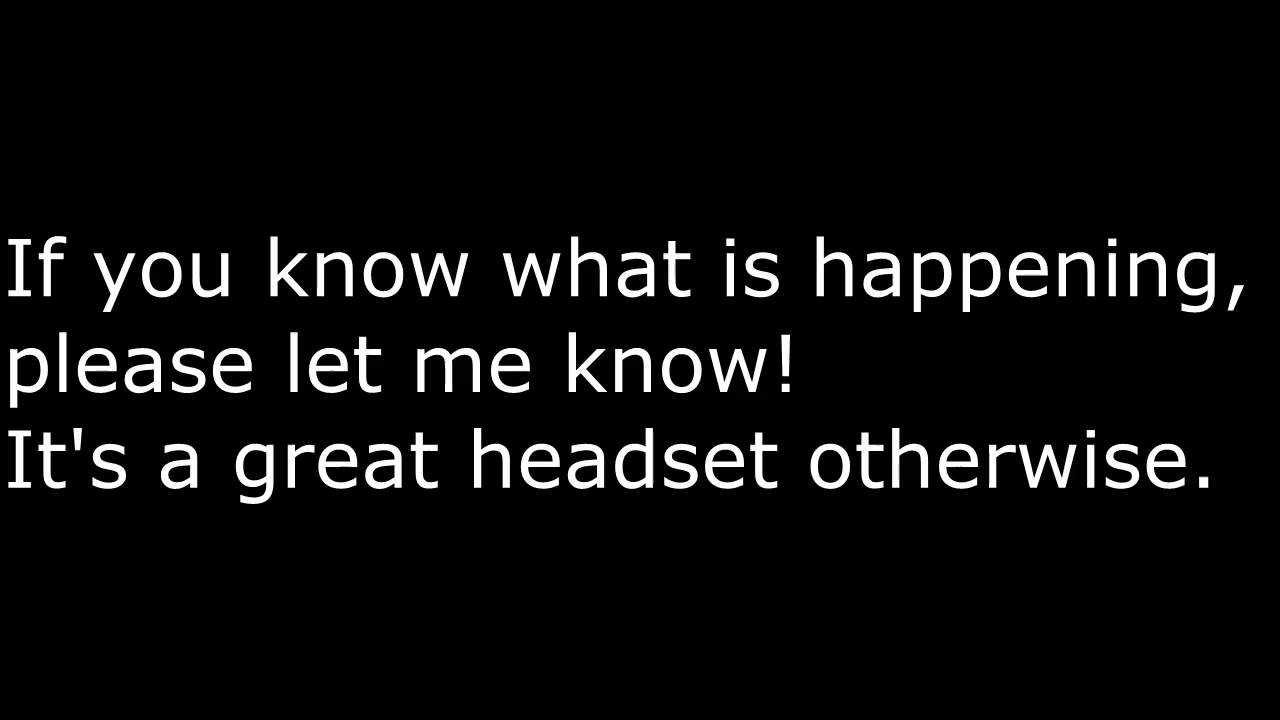 If you know what is happening,
please let me know!
It's a great headset otherwise.